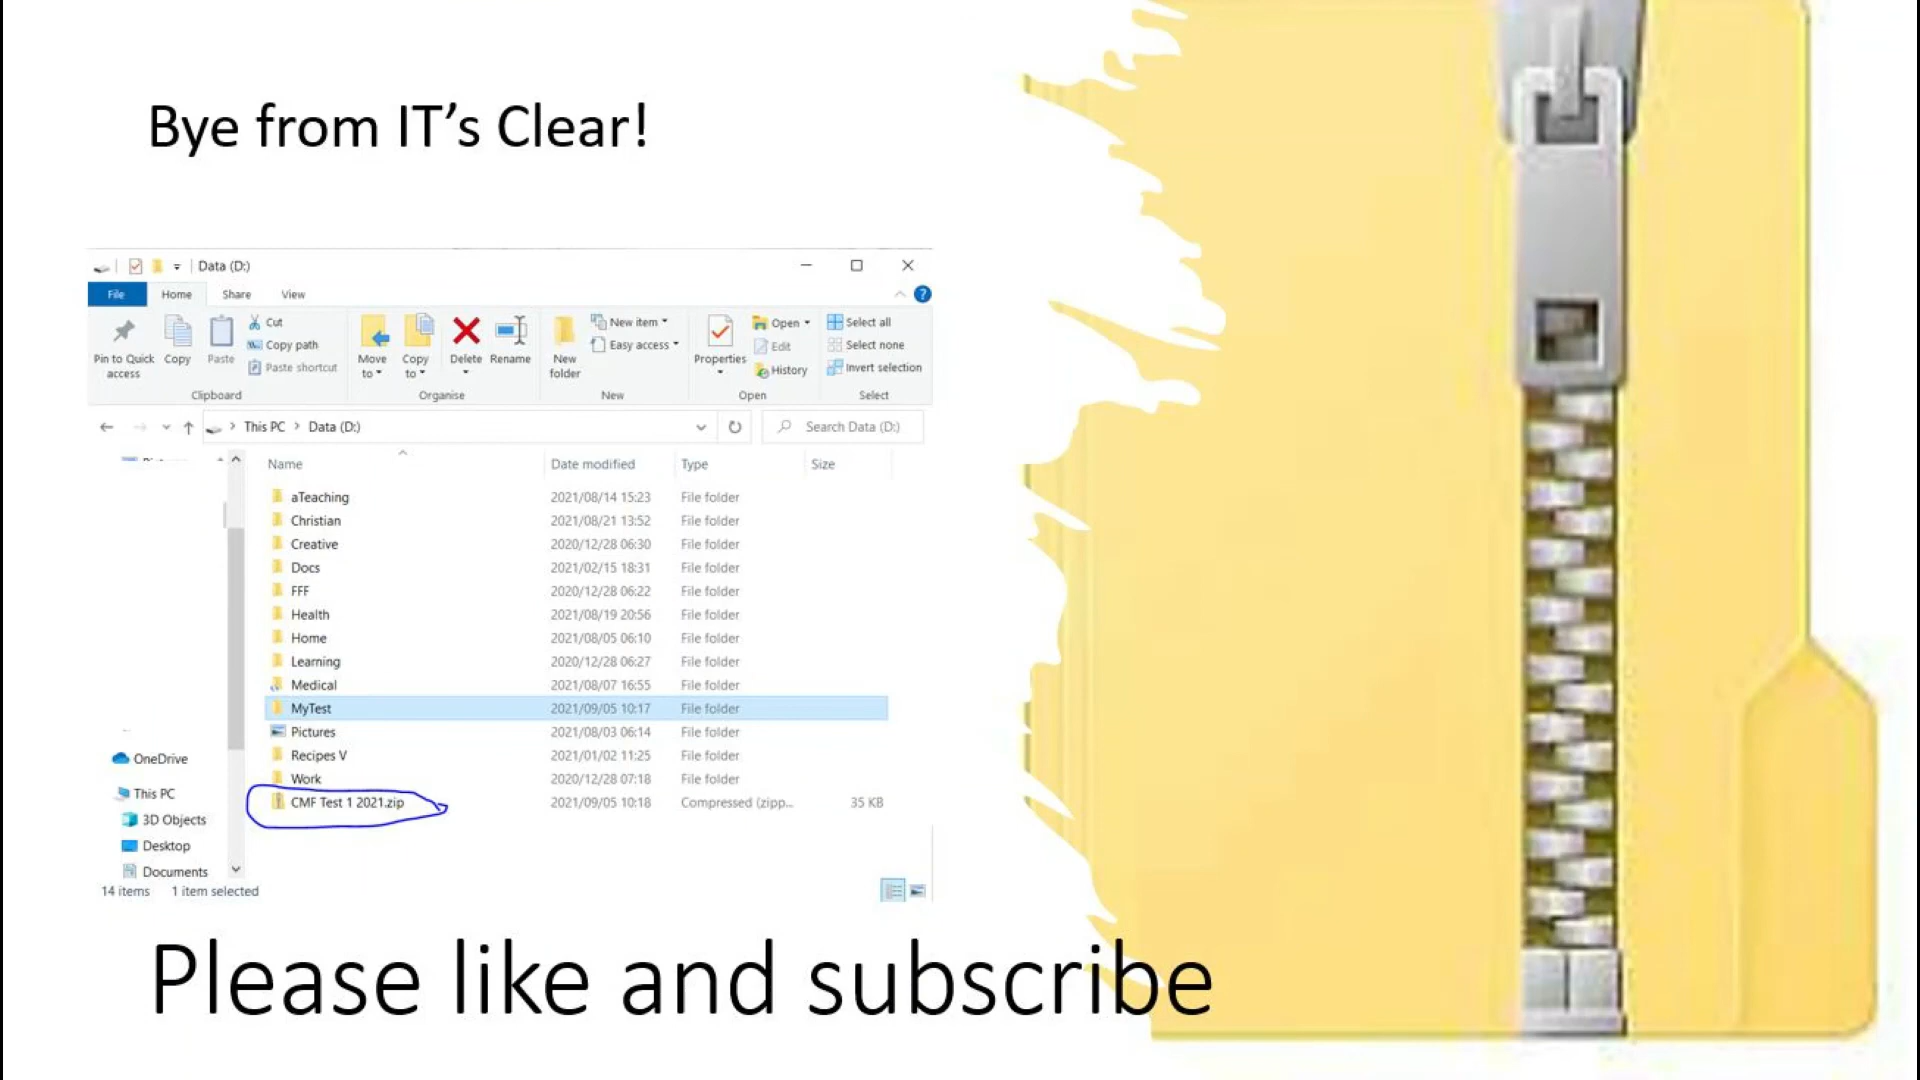 Bye from IT’s Clear!
Data (D:)
File Home Share View
Pin to Quick access
Copy
Paste
Cut
Copy path
Paste shortcut
Clipboard
Move to
Copy to
Delete
Rename
Organise
New folder
New item
Easy access
New
Properties
Open
Edit
History
Open
Select all
Select none
Invert selection
Select
This PC > Data (D:)
Search Data (D:)
Name Date modified Type Size
aTeaching 2021/08/14 15:23 File folder
Christian 2021/08/21 13:52 File folder
Creative 2020/12/28 06:30 File folder
Docs 2021/02/15 18:31 File folder
FFF 2020/12/28 06:22 File folder
Health 2021/08/19 20:56 File folder
Home 2021/08/05 06:10 File folder
Learning 2020/12/28 06:27 File folder
Medical 2021/08/07 16:55 File folder
MyTest 2021/09/05 10:17 File folder
Pictures 2021/08/03 06:14 File folder
Recipes V 2021/01/02 11:25 File folder
Work 2020/12/28 07:18 File folder
CMF Test 1 2021.zip 2021/09/05 10:18 Compressed (zipp... 35 KB
OneDrive
This PC
3D Objects
Desktop
Documents
14 items 1 item selected
Please like and subscribe